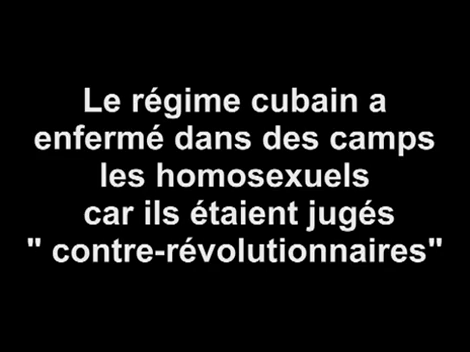 Le régime cubain a
enfermé dans des camps
les homosexuels
car ils étaient jugés
" contre-révolutionnaires"